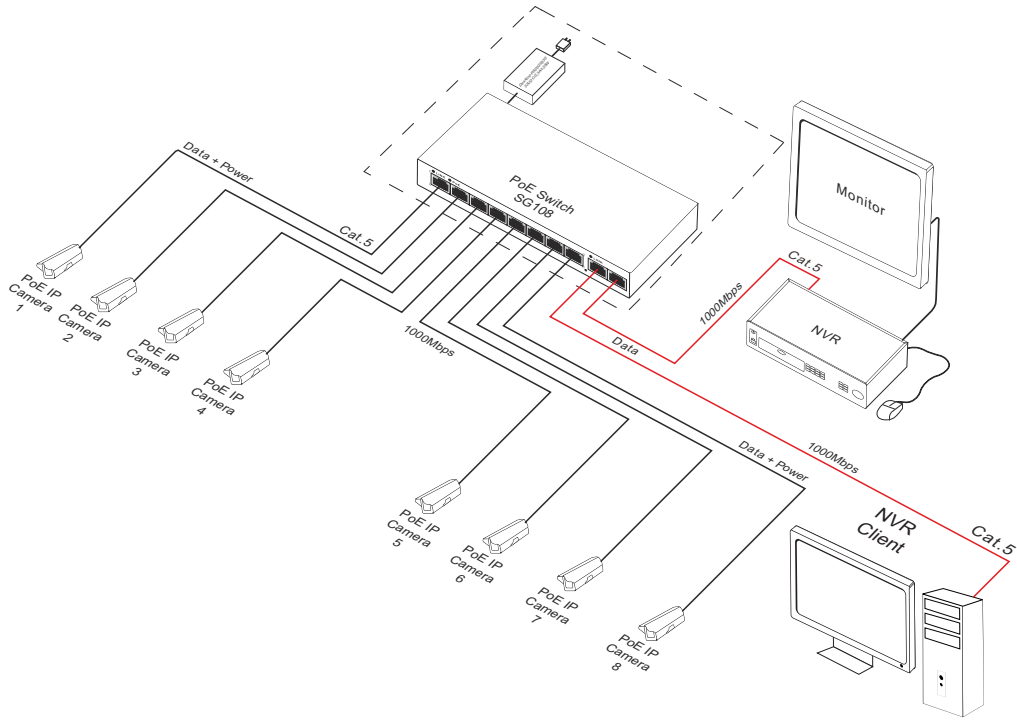 PoE Switch
SG108
Data + Power
Cat.5
Monitor
Cat.5
1000Mbps
NVR
Data
1000Mbps
PoE IP
Camera
1
PoE IP
Camera
2
PoE IP
Camera
3
PoE IP
Camera
4
Data + Power
1000Mbps
NVR
Client
Cat.5
PoE IP
Camera
5
PoE IP
Camera
6
PoE IP
Camera
7
PoE IP
Camera
8